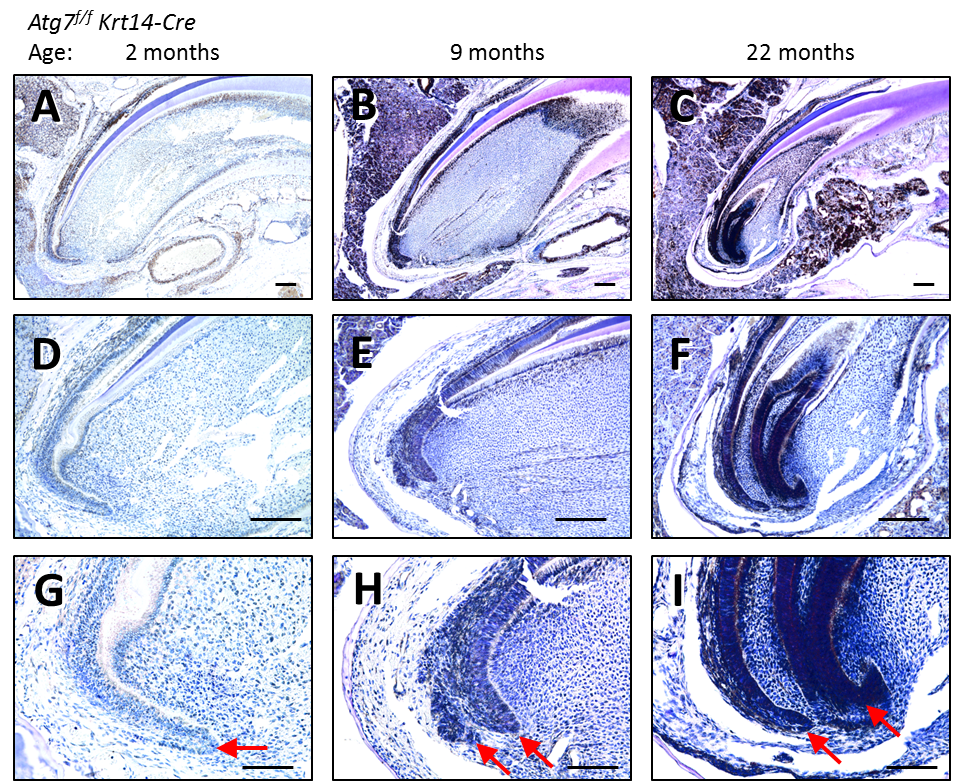 Atg7f/f Krt14-Cre
Age: 2 months 9 months 22 months
A B C
D E F
G H I